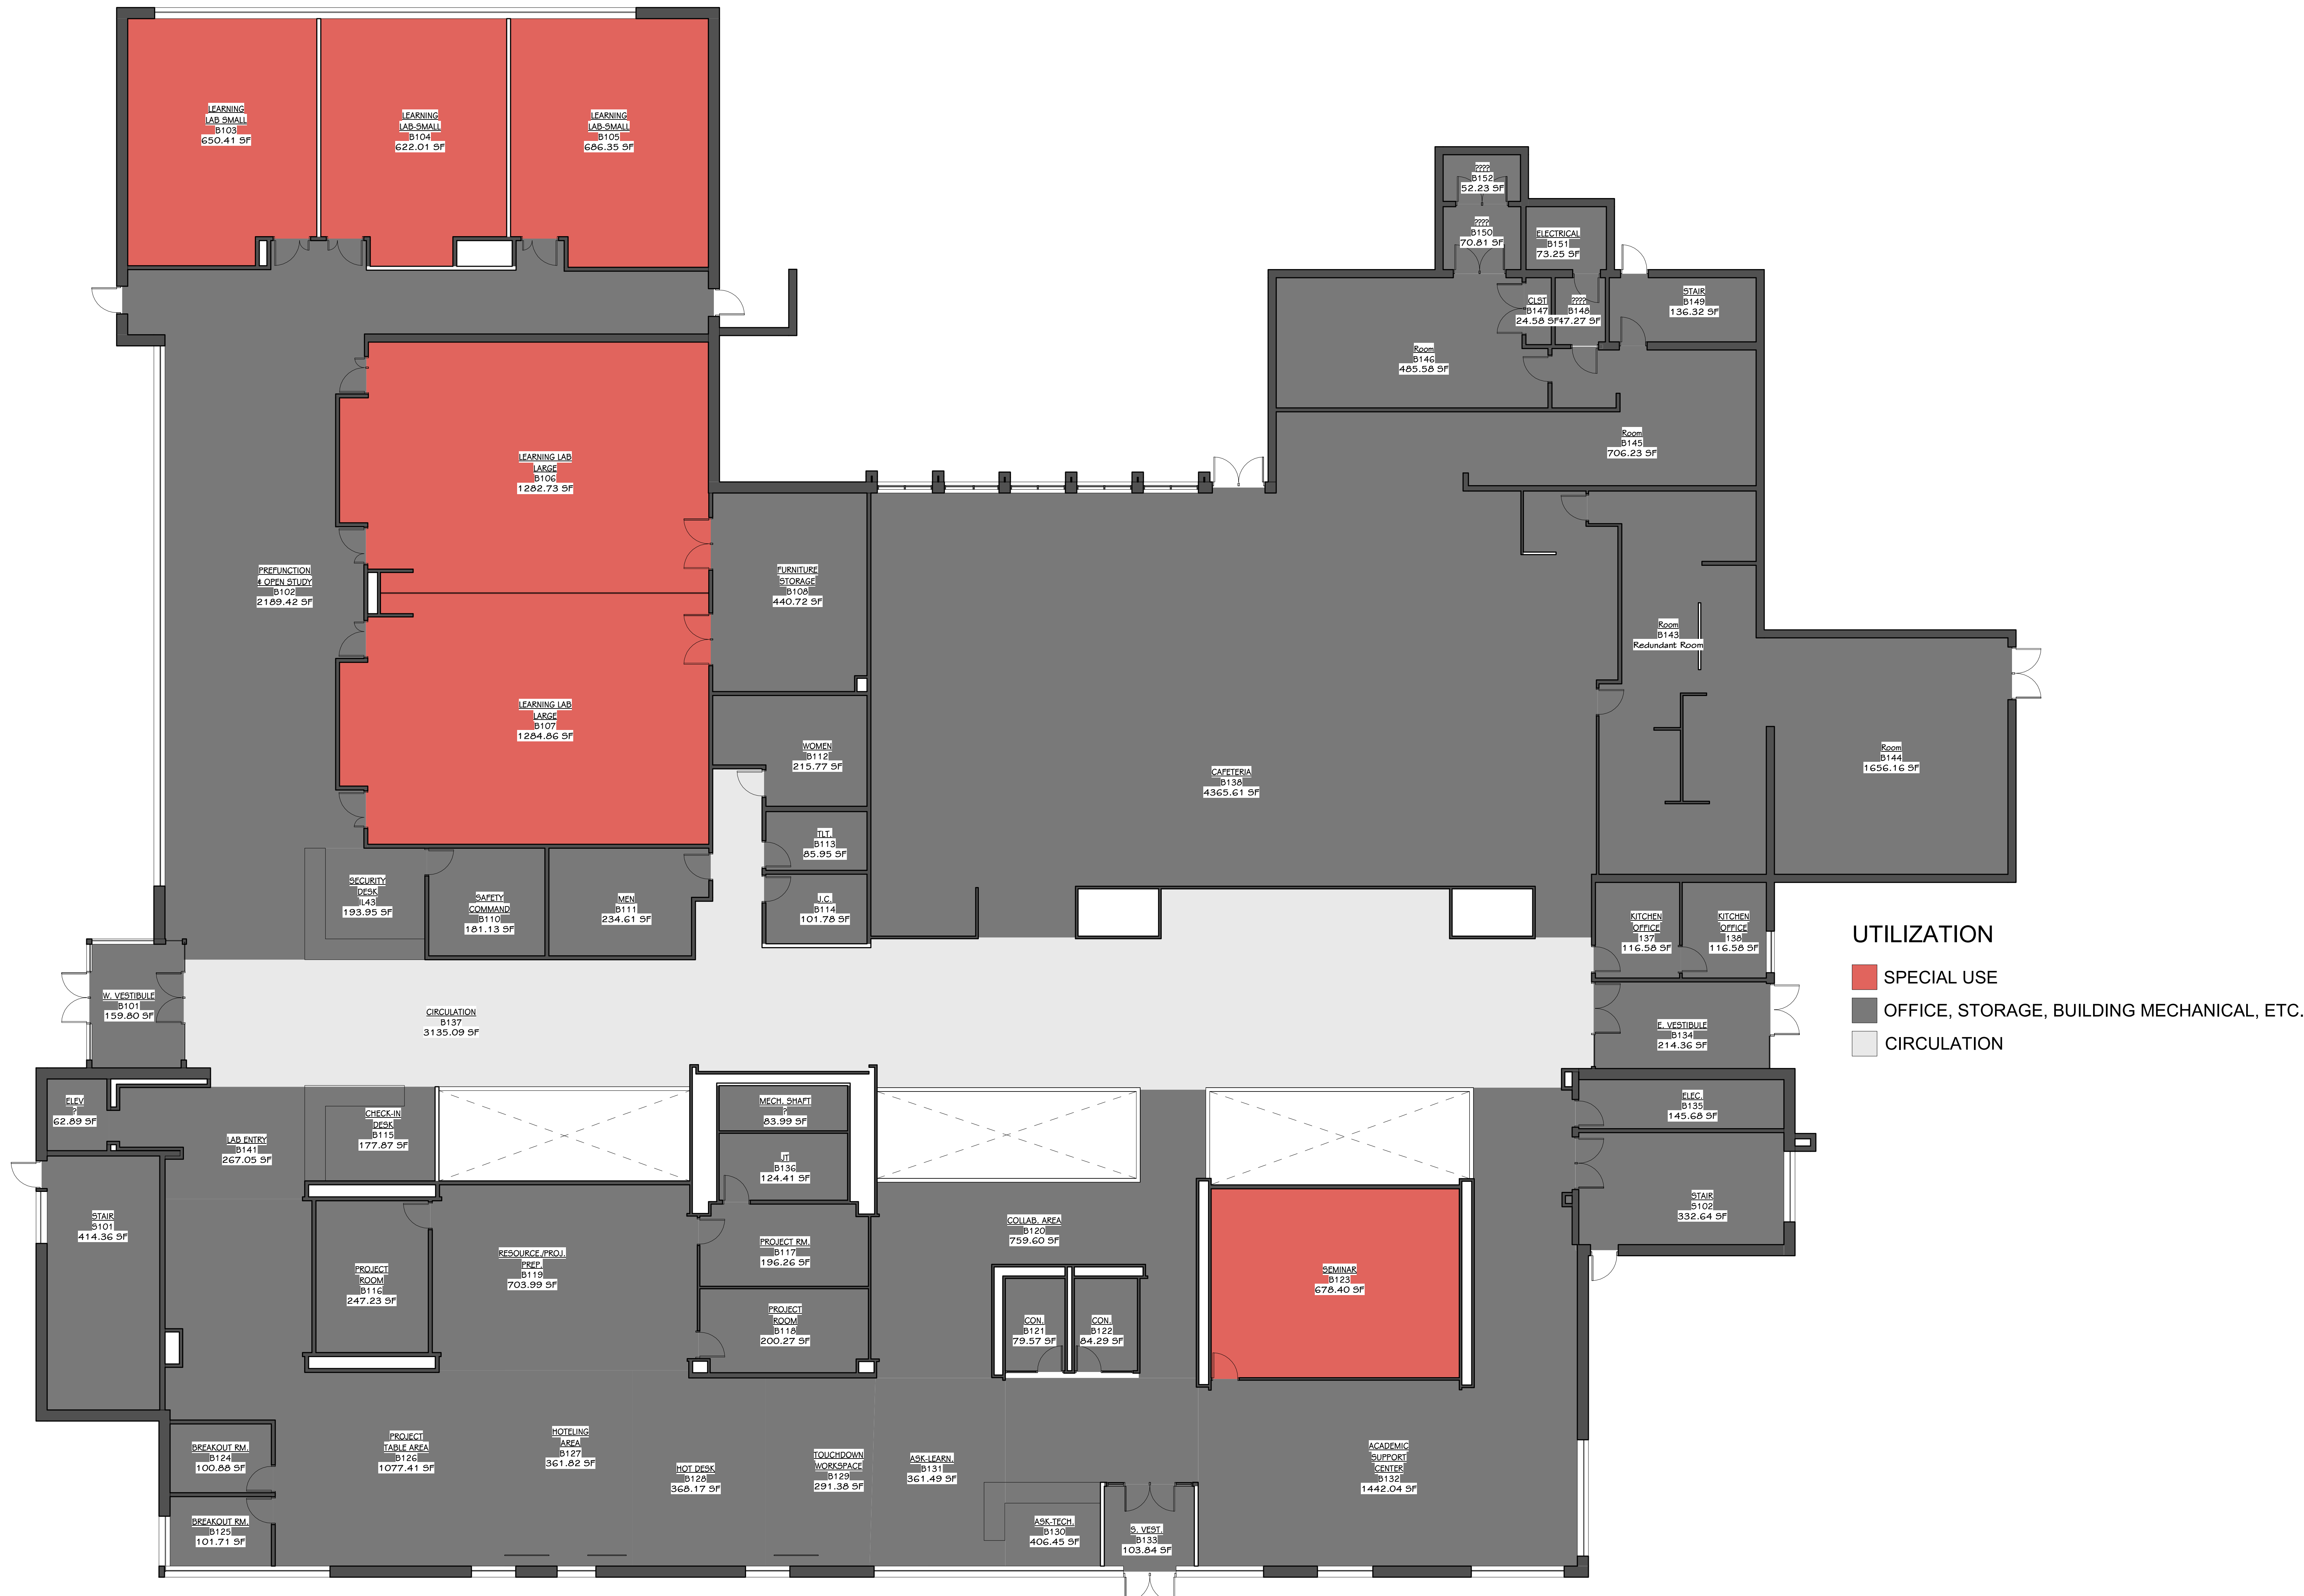 LEARNING
LAB SMALL
B103
650.41 SF
LEARNING
LAB-SMALL
B104
622.01 SF
LEARNING
LAB-SMALL
B105
686.35 SF
????
B152
52.23 SF
????
B150
70.81 SF
ELECTRICAL
B151
73.25 SF
CLST
B147
24.58 SF
????
B148
47.27 SF
STAIR
B149
136.32 SF
Room
B146
485.58 SF
Room
B145
706.23 SF
LEARNING LAB
LARGE
B106
1282.73 SF
PREFUNCTION
& OPEN STUDY
B102
2189.42 SF
FURNITURE
STORAGE
B108
440.72 SF
Room
B143
Redundant Room
LEARNING LAB
LARGE
B107
1284.86 SF
WOMEN
B112
215.77 SF
CAFETERIA
B138
4365.61 SF
Room
B144
1656.16 SF
TLT.
B113
85.95 SF
SECURITY
DESK
IL43
193.95 SF
SAFETY
COMMAND
B110
181.13 SF
MEN
B111
234.61 SF
J.C.
B114
101.78 SF
KITCHEN
OFFICE
137
116.58 SF
KITCHEN
OFFICE
138
116.58 SF
UTILIZATION
SPECIAL USE
OFFICE, STORAGE, BUILDING MECHANICAL, ETC.
CIRCULATION
W. VESTIBULE
B101
159.80 SF
CIRCULATION
B137
3135.09 SF
E. VESTIBULE
B134
214.36 SF
ELEV
?
62.89 SF
CHECK-IN
DESK
B115
177.87 SF
MECH. SHAFT
?
83.99 SF
ELEC.
B135
145.68 SF
LAB ENTRY
B141
267.05 SF
IT
B136
124.41 SF
STAIR
S101
414.36 SF
STAIR
S102
332.64 SF
PROJECT
ROOM
B116
247.23 SF
RESOURCE./PROJ.
PREP.
B119
703.99 SF
PROJECT RM.
B117
196.26 SF
COLLAB. AREA
B120
759.60 SF
SEMINAR
B123
678.40 SF
PROJECT
ROOM
B118
200.27 SF
CON.
B121
79.57 SF
CON.
B122
84.29 SF
BREAKOUT RM.
B124
100.88 SF
PROJECT
TABLE AREA
B126
1077.41 SF
HOTELING
AREA
B127
361.82 SF
HOT DESK
B128
368.17 SF
TOUCHDOWN
WORKSPACE
B129
291.38 SF
ASK-LEARN.
B131
361.49 SF
ACADEMIC
SUPPORT
CENTER
B132
1442.04 SF
BREAKOUT RM.
B125
101.71 SF
ASK-TECH.
B130
406.45 SF
S. VEST.
B133
103.84 SF